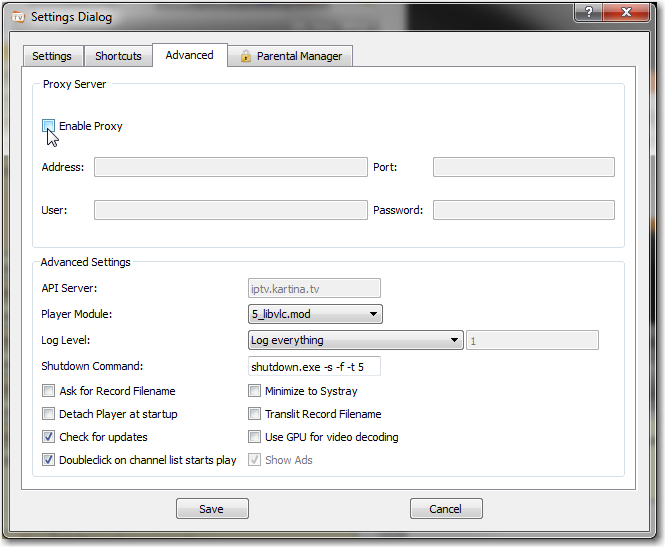 TV Settings Dialog ?
Settings Shortcuts Advanced Parental Manager
Proxy Server
Enable Proxy
Address: Port:
User: Password:
Advanced Settings
API Server: iptv.kartina.tv
Player Module: 5_libvlc.mod
Log Level: Log everything 1
Shutdown Command: shutdown.exe -s -f -t 5
Ask for Record Filename Minimize to Systray
Detach Player at startup Translit Record Filename
Check for updates Use GPU for video decoding
Doubleclick on channel list starts play Show Ads
Save Cancel